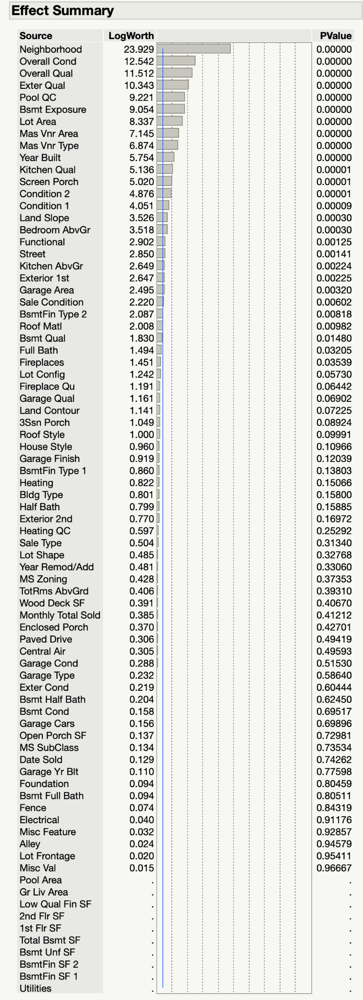 Effect Summary
Source LogWorth PValue
Neighborhood 23.929 0.00000
Overall Cond 12.542 0.00000
Overall Qual 11.512 0.00000
Exter Qual 10.343 0.00000
Pool QC 9.221 0.00000
Bsmt Exposure 9.054 0.00000
Lot Area 8.337 0.00000
Mas Vnr Area 7.145 0.00000
Mas Vnr Type 6.874 0.00000
Year Built 5.754 0.00000
Kitchen Qual 5.136 0.00001
Screen Porch 5.020 0.00001
Condition 2 4.876 0.00001
Condition 1 4.051 0.00009
Land Slope 3.526 0.00030
Bedroom AbvGr 3.518 0.00030
Functional 2.902 0.00125
Street 2.850 0.00141
Kitchen AbvGr 2.649 0.00224
Exterior 1st 2.647 0.00225
Garage Area 2.495 0.00320
Sale Condition 2.220 0.00602
BsmtFin Type 2 2.087 0.00818
Roof Matl 2.008 0.00982
Bsmt Qual 1.830 0.01480
Full Bath 1.494 0.03205
Fireplaces 1.451 0.03539
Lot Config 1.242 0.05730
Fireplace Qu 1.191 0.06442
Garage Qual 1.161 0.06902
Land Contour 1.141 0.07225
3Ssn Porch 1.049 0.08924
Roof Style 1.000 0.09991
House Style 0.960 0.10966
Garage Finish 0.919 0.12039
BsmtFin Type 1 0.860 0.13803
Heating 0.822 0.15066
Bldg Type 0.801 0.15800
Half Bath 0.799 0.15885
Exterior 2nd 0.770 0.16972
Heating QC 0.597 0.25292
Sale Type 0.504 0.31340
Lot Shape 0.485 0.32768
Year Remod/Add 0.481 0.33060
MS Zoning 0.428 0.37353
TotRms AbvGrd 0.406 0.39310
Wood Deck SF 0.391 0.40670
Monthly Total Sold 0.385 0.41212
Enclosed Porch 0.370 0.42701
Paved Drive 0.306 0.49419
Central Air 0.305 0.49593
Garage Cond 0.288 0.51530
Garage Type 0.232 0.58640
Exter Cond 0.219 0.60444
Bsmt Half Bath 0.204 0.62450
Bsmt Cond 0.158 0.69517
Garage Cars 0.156 0.69896
Open Porch SF 0.137 0.72981
MS SubClass 0.134 0.73534
Date Sold 0.129 0.74262
Garage Yr Blt 0.110 0.77598
Foundation 0.094 0.80459
Bsmt Full Bath 0.094 0.80511
Fence 0.074 0.84319
Electrical 0.040 0.91176
Misc Feature 0.032 0.92857
Alley 0.024 0.94579
Lot Frontage 0.020 0.95411
Misc Val 0.015 0.96667
Pool Area . .
Gr Liv Area . .
Low Qual Fin SF . .
2nd Flr SF . .
1st Flr SF . .
Total Bsmt SF . .
Bsmt Unf SF . .
BsmtFin SF 2 . .
BsmtFin SF 1 . .
Utilities . .